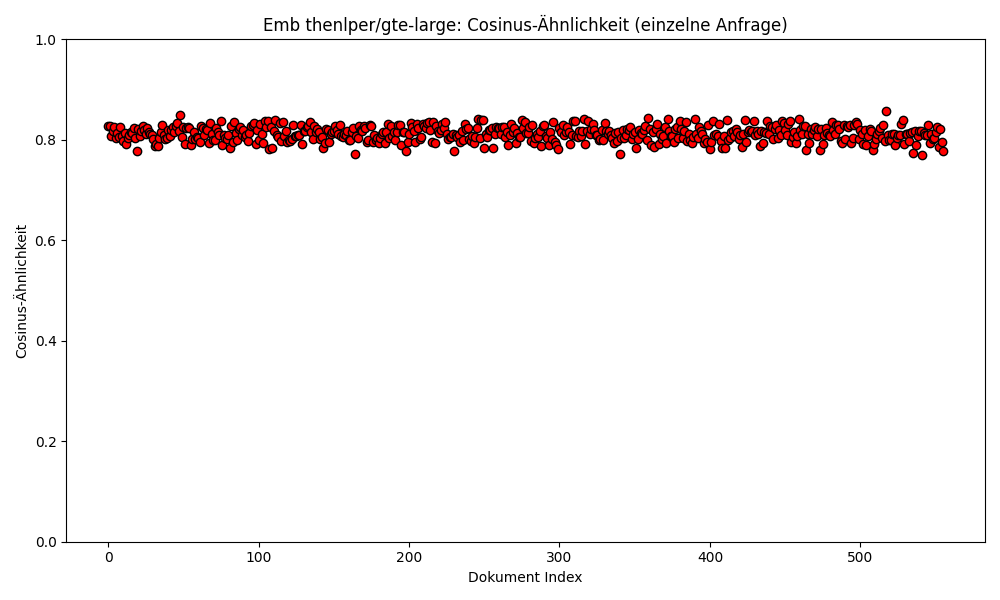 Emb thenlper/gte-large: Cosinus-Ähnlichkeit (einzelne Anfrage)
1.0
0.8
0.6
0.4
0.2
0.0
Cosinus-Ähnlichkeit
0 100 200 300 400 500
Dokument Index